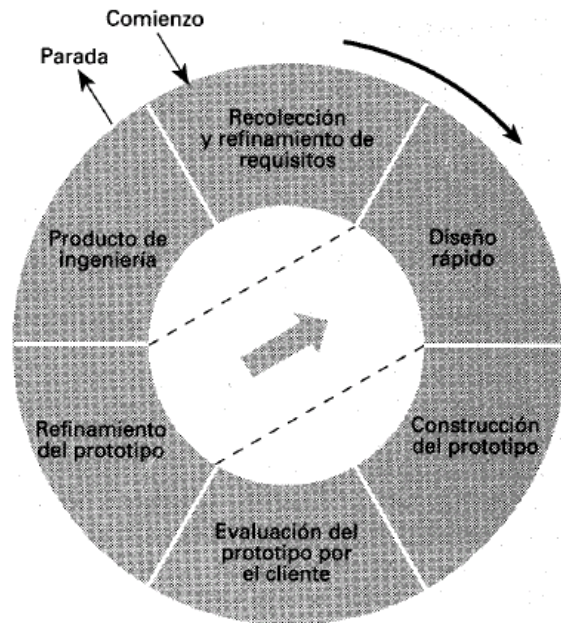 Comienzo
Parada
Recolección
y refinamiento de
requisitos
Diseño
rápido
Construcción
del prototipo
Evaluación del
prototipo por
el cliente
Refinamiento
del prototipo
Producto de
ingeniería